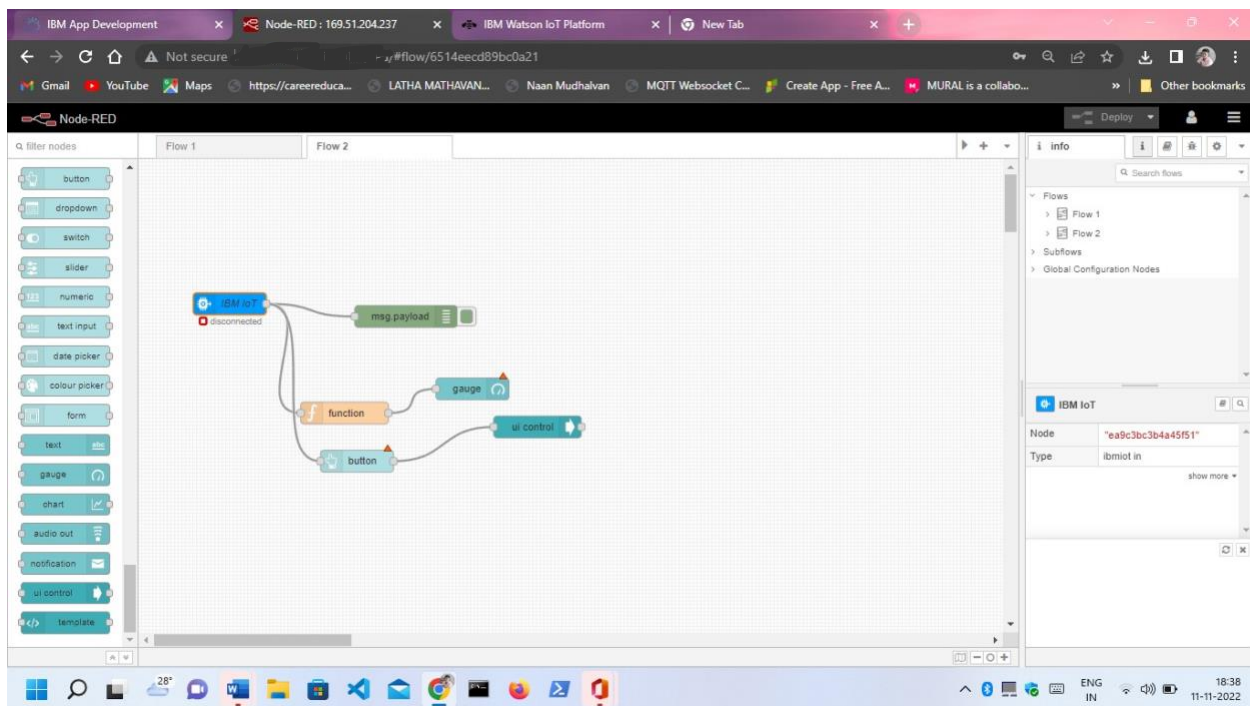 IBM App Development
Node-RED : 169.51.204.237
IBM Watson IoT Platform
New Tab
Not secure
/#flow/6514eecd89bc0a21
Gmail YouTube Maps https://careereduca... LATHA MATHAVAN... Naan Mudhalvan MQTT Websocket C... Create App - Free A... MURAL is a collabo... » Other bookmarks
Node-RED
Deploy
filter nodes
Flow 1
Flow 2
info
Search flows
button
dropdown
switch
slider
numeric
text input
date picker
colour picker
form
text
gauge
chart
audio out
notification
ui control
template
IBM IoT
disconnected
msg.payload
function
gauge
button
ui control
Flows
Flow 1
Flow 2
Subflows
Global Configuration Nodes
IBM IoT
Node "ea9c3bc3b4a45f51"
Type ibmiot in
show more
28°
ENG
IN
18:38
11-11-2022